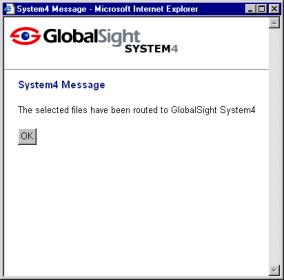 System4 Message - Microsoft Internet Explorer
GlobalSight
SYSTEM4
System4 Message
The selected files have been routed to GlobalSight System4
OK